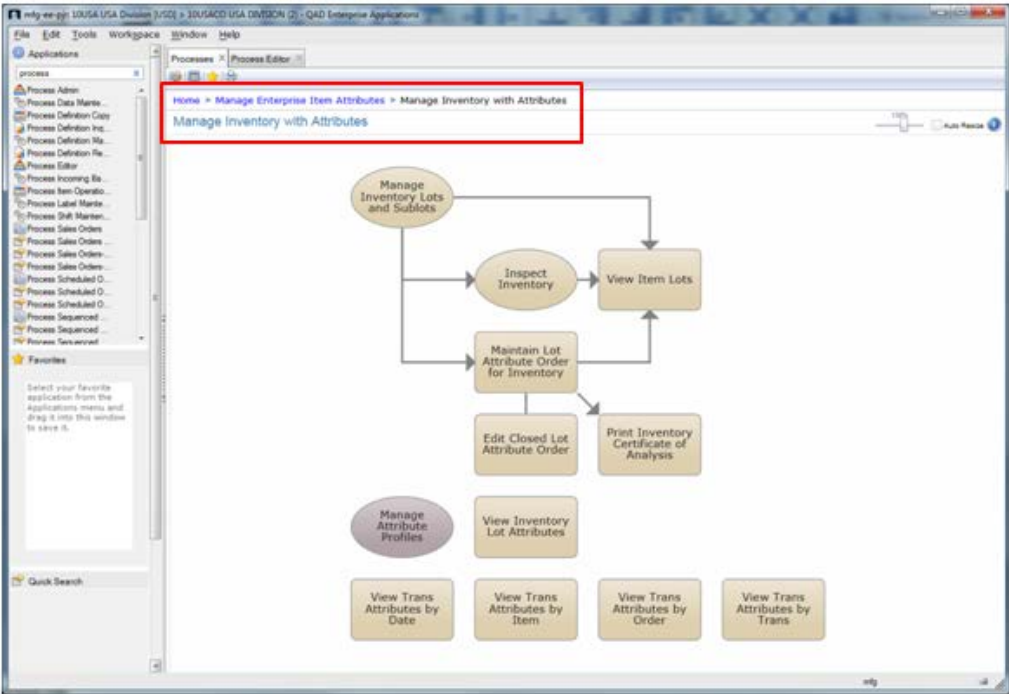 mfg-ee-pjr: 10USA USA Division [USD] > 10USACO USA DIVISION (2) - QAD Enterprise Applications
File Edit Tools Workspace Window Help
Applications
Processes
Process Editor
process
Home > Manage Enterprise Item Attributes > Manage Inventory with Attributes
Manage Inventory with Attributes
100%
Auto Resize
Process Admin
Process Data Mainte...
Process Definition Copy
Process Definition Inq...
Process Definition Ma...
Process Definition Re...
Process Editor
Process Incoming Ba...
Process Item Operatio...
Process Label Mainte...
Process Shift Mainten...
Process Sales Orders
Process Sales Orders ...
Process Sales Orders-...
Process Sales Orders-...
Process Scheduled O...
Process Scheduled O...
Process Scheduled O...
Process Sequenced ...
Process Sequenced ...
Process Sequenced
Favorites
Select your favorite
application from the
Applications menu and
drag it into this window
to save it.
Quick Search
Manage
Inventory Lots
and Sublots
Inspect
Inventory
View Item Lots
Maintain Lot
Attribute Order
for Inventory
Edit Closed Lot
Attribute Order
Print Inventory
Certificate of
Analysis
Manage
Attribute
Profiles
View Inventory
Lot Attributes
View Trans
Attributes by
Date
View Trans
Attributes by
Item
View Trans
Attributes by
Order
View Trans
Attributes by
Trans
mfg